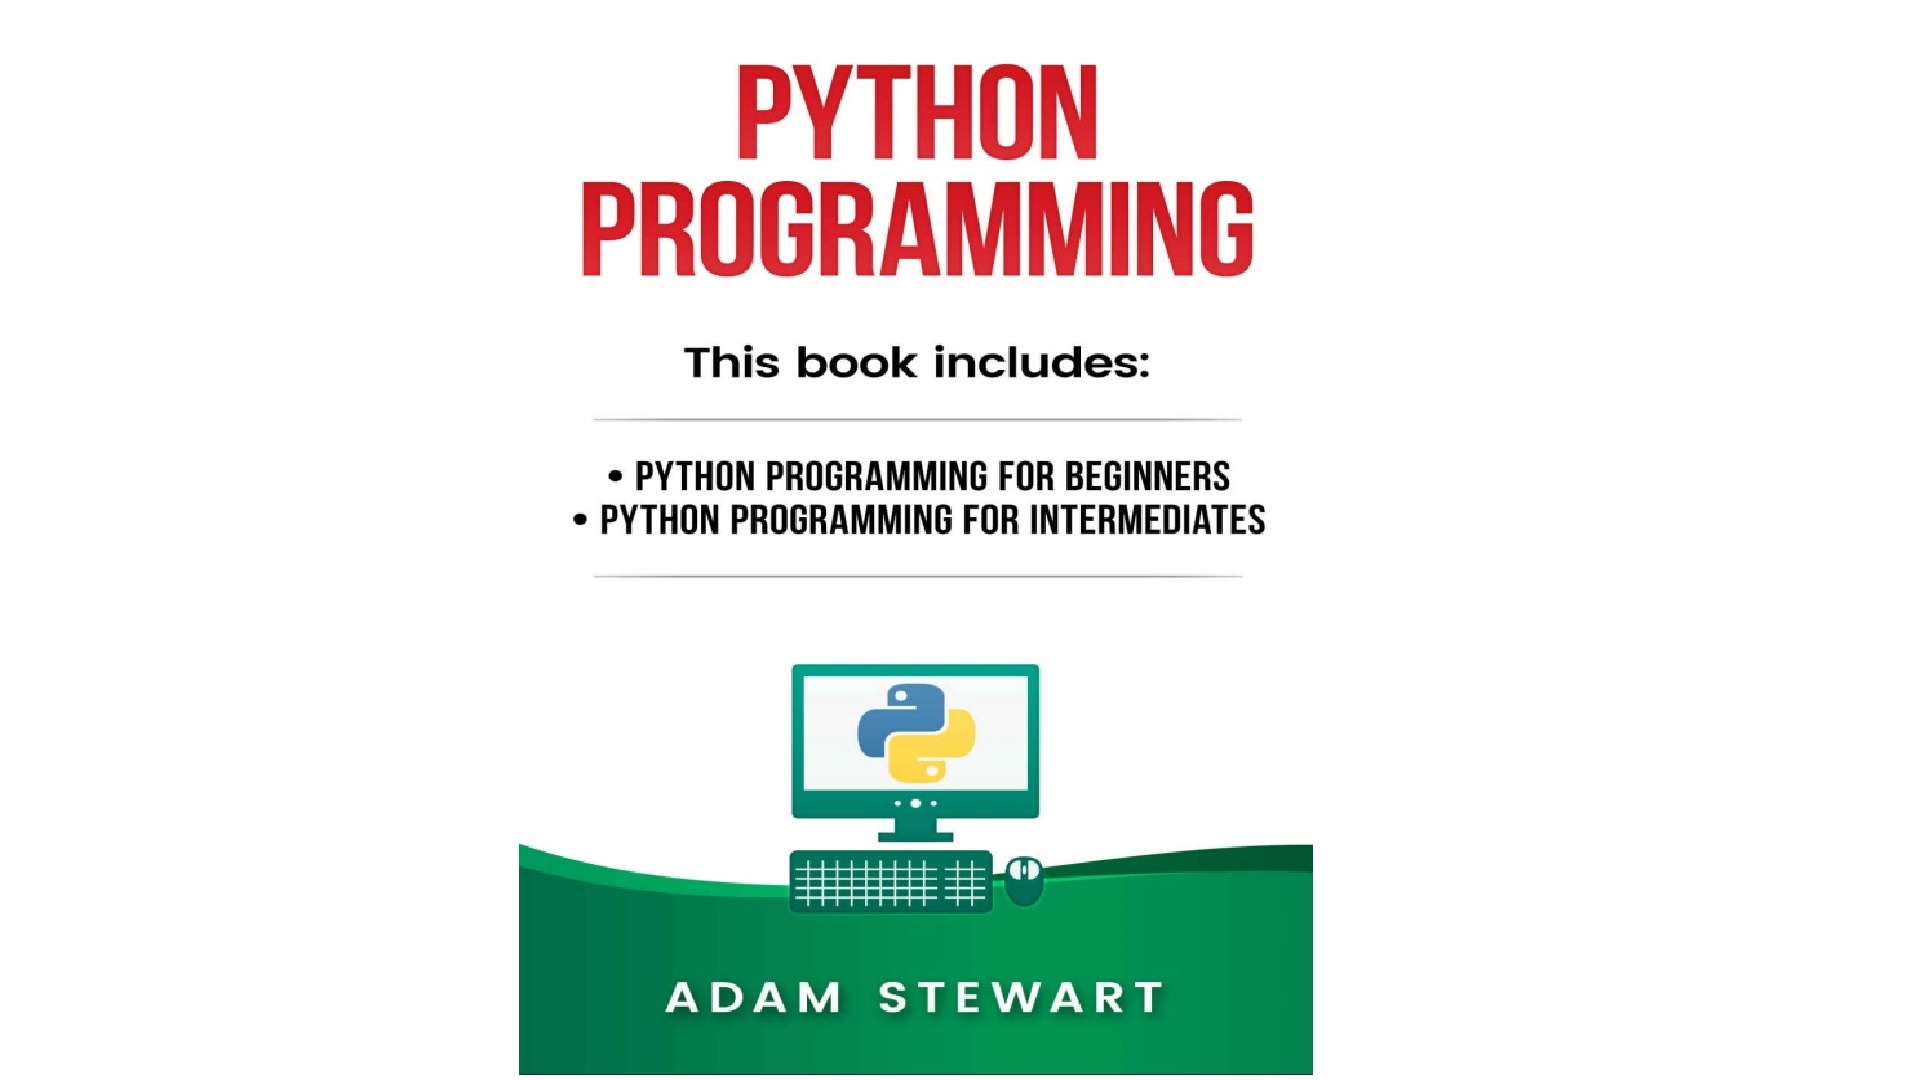 PYTHON
PROGRAMMING
This book includes:
• PYTHON PROGRAMMING FOR BEGINNERS
• PYTHON PROGRAMMING FOR INTERMEDIATES
ADAM STEWART